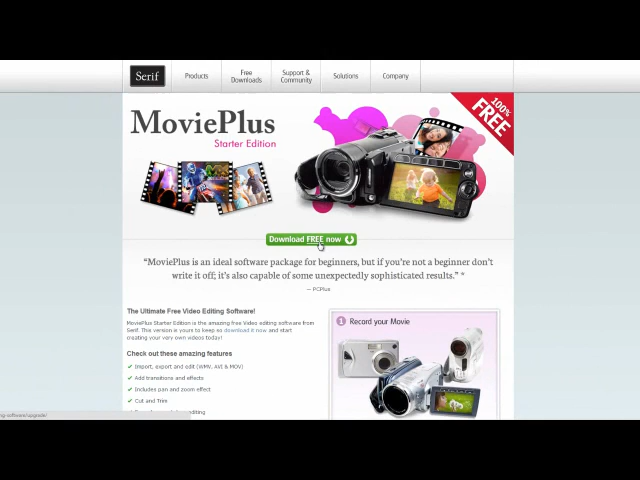 Serif
Products
Free
Downloads
Support &
Community
Solutions
Company
MoviePlus
Starter Edition
100%
FREE
Download FREE now
“MoviePlus is an ideal software package for beginners, but if you’re not a beginner don’t
write it off; it’s also capable of some unexpectedly sophisticated results.” *
— PCPlus
The Ultimate Free Video Editing Software!
MoviePlus Starter Edition is the amazing free Video editing software from
Serif. This version is yours to keep so download it now and start
creating your very own videos today!
Check out these amazing features
✔ Import, export and edit (WMV, AVI & MOV)
✔ Add transitions and effects
✔ Includes pan and zoom effect
✔ Cut and Trim
editing
1 Record your Movie
ng-software/upgrade/